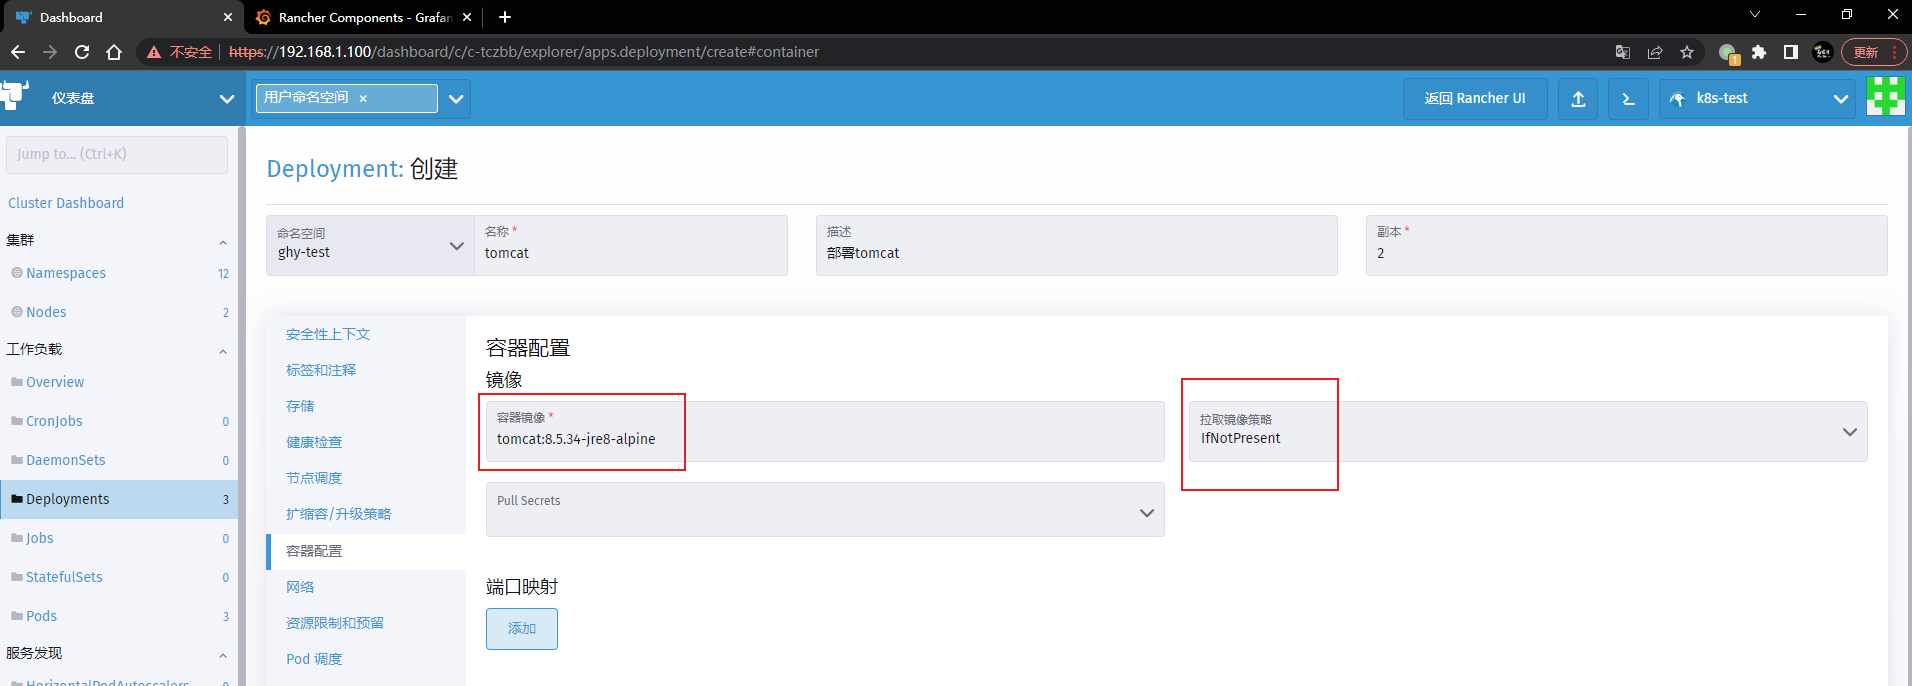 Dashboard
Rancher Components - Grafan
不安全
https://192.168.1.100/dashboard/c/c-tczbb/explorer/apps.deployment/create#container
1
更新
仪表盘
用户命名空间 ×
返回 Rancher UI
k8s-test
Jump to... (Ctrl+K)
Cluster Dashboard
集群
Namespaces 12
Nodes 2
工作负载
Overview
CronJobs 0
DaemonSets 0
Deployments 3
Jobs 0
StatefulSets 0
Pods 3
服务发现
HorizontalPodAutoscalers 0
Deployment: 创建
命名空间
ghy-test
名称 *
tomcat
描述
部署tomcat
副本 *
2
安全性上下文
标签和注释
存储
健康检查
节点调度
扩缩容/升级策略
容器配置
网络
资源限制和预留
Pod 调度
容器配置
镜像
容器镜像 *
tomcat:8.5.34-jre8-alpine
拉取镜像策略
IfNotPresent
Pull Secrets
端口映射
添加